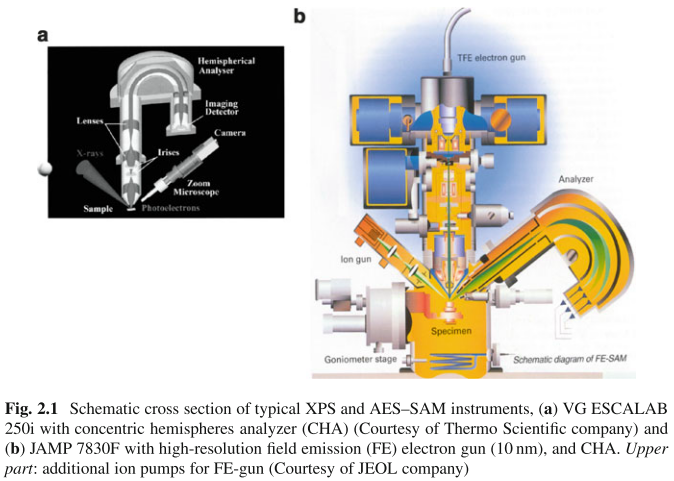 a
Hemispherical
Analyser
Imaging
Detector
Lenses
Camera
Irises
X-rays
Zoom
Microscope
Sample
Photoelectrons
b
TFE electron gun
Analyzer
Ion gun
Specimen
Goniometer stage
Schematic diagram of FE-SAM
Fig. 2.1 Schematic cross section of typical XPS and AES–SAM instruments, (a) VG ESCALAB
250i with concentric hemispheres analyzer (CHA) (Courtesy of Thermo Scientific company) and
(b) JAMP 7830F with high-resolution field emission (FE) electron gun (10 nm), and CHA. Upper
part: additional ion pumps for FE-gun (Courtesy of JEOL company)